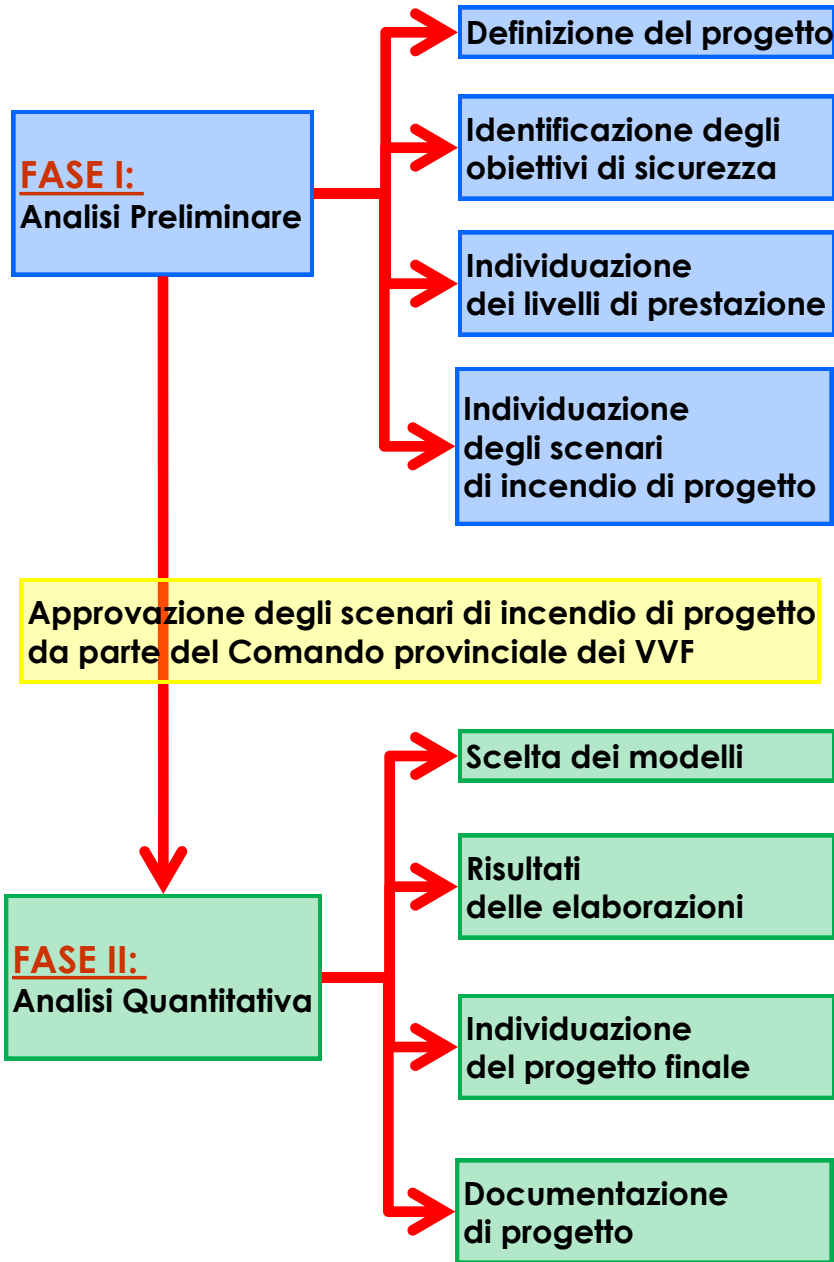 Definizione del progetto
Identificazione degli
obiettivi di sicurezza
FASE I:
Analisi Preliminare
Individuazione
dei livelli di prestazione
Individuazione
degli scenari
di incendio di progetto
Approvazione degli scenari di incendio di progetto
da parte del Comando provinciale dei VVF
Scelta dei modelli
Risultati
delle elaborazioni
FASE II:
Analisi Quantitativa
Individuazione
del progetto finale
Documentazione
di progetto